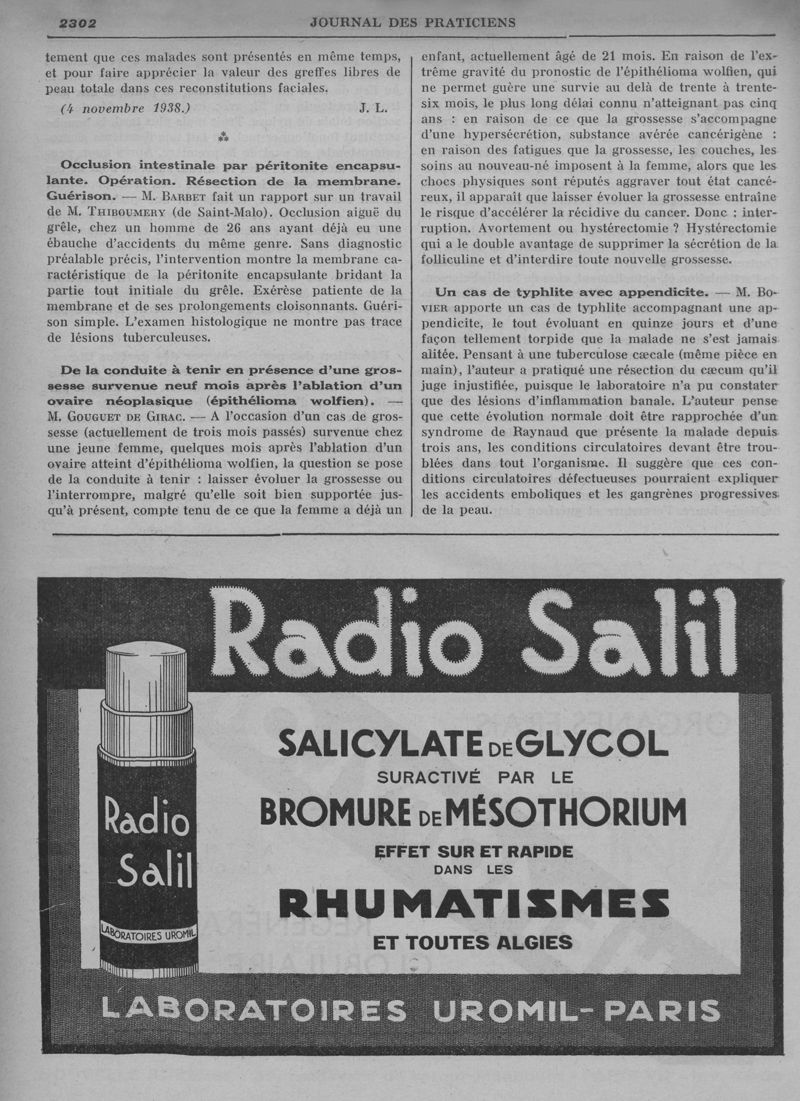 2302
JOURNAL DES PRATICIENS
tement que ces malades sont présentés en même temps,
et pour faire apprécier la valeur des greffes libres de
peau totale dans ces reconstitutions faciales.
(4 novembre 1938.) J. L.
⁂
Occlusion intestinale par péritonite encapsu-
lante. Opération. Résection de la membrane.
Guérison. — M. BARBET fait un rapport sur un travail
de M. THIBOUMERY (de Saint-Malo). Occlusion aiguë du
grêle, chez un homme de 26 ans ayant déjà eu une
ébauche d'accidents du même genre. Sans diagnostic
préalable précis, l'intervention montre la membrane ca-
ractéristique de la péritonite encapsulante bridant la
partie tout initiale du grêle. Exérèse patiente de la
membrane et de ses prolongements cloisonnants. Guéri-
son simple. L'examen histologique ne montre pas trace
de lésions tuberculeuses.
De la conduite à tenir en présence d'une gros-
sesse survenue neuf mois après l'ablation d'un
ovaire néoplasique (épithélioma wolfien). —
M. GOUGUET DE GIRAC. — A l'occasion d'un cas de gros-
sesse (actuellement de trois mois passés) survenue chez
une jeune femme, quelques mois après l'ablation d'un
ovaire atteint d'épithélioma wolfien, la question se pose
de la conduite à tenir : laisser évoluer la grossesse ou
l'interrompre, malgré qu'elle soit bien supportée jus-
qu'à présent, compte tenu de ce que la femme a déjà un
enfant, actuellement âgé de 21 mois. En raison de l'ex-
trême gravité du pronostic de l'épithélioma wolfien, qui
ne permet guère une survie au delà de trente à trente-
six mois, le plus long délai connu n'atteignant pas cinq
ans : en raison de ce que la grossesse s'accompagne
d'une hypersécrétion, substance avérée cancérigène :
en raison des fatigues que la grossesse, les couches, les
soins au nouveau-né imposent à la femme, alors que les
chocs physiques sont réputés aggraver tout état cancé-
reux, il apparaît que laisser évoluer la grossesse entraîne
le risque d'accélérer la récidive du cancer. Donc : inter-
ruption. Avortement ou hystérectomie ? Hystérectomie
qui a le double avantage de supprimer la sécrétion de la
folliculine et d'interdire toute nouvelle grossesse.
Un cas de typhlite avec appendicite. — M. BO-
VIER apporte un cas de typhlite accompagnant une ap-
pendicite, le tout évoluant en quinze jours et d'une
façon tellement torpide que la malade ne s'est jamais
alitée. Pensant à une tuberculose cæcale (même pièce en
main), l'auteur a pratiqué une résection du cæcum qu'il
juge injustifiée, puisque le laboratoire n'a pu constater
que des lésions d'inflammation banale. L'auteur pense
que cette évolution normale doit être rapprochée d'un
syndrome de Raynaud que présente la malade depuis
trois ans, les conditions circulatoires devant être trou-
blées dans tout l'organisme. Il suggère que ces con-
ditions circulatoires défectueuses pourraient expliquer
les accidents emboliques et les gangrènes progressives
de la peau.
Radio Salil
Radio
Salil
LABORATOIRES UROMIL
SALICYLATE DE GLYCOL
SURACTIVÉ PAR LE
BROMURE DE MÉSOTHORIUM
EFFET SUR ET RAPIDE
DANS LES
RHUMATISMES
ET TOUTES ALGIES
LABORATOIRES UROMIL-PARIS